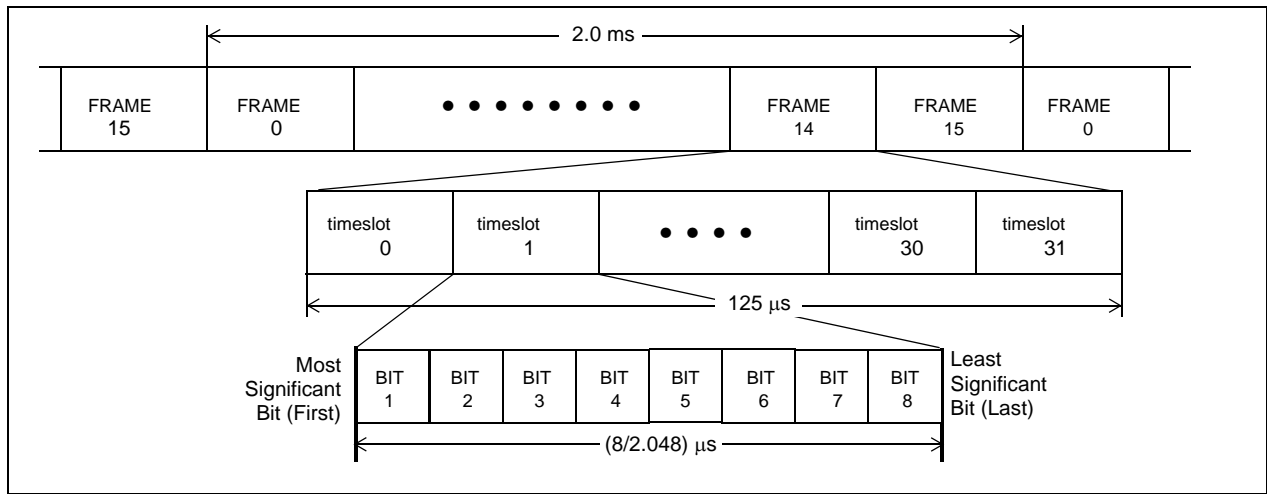 2.0 ms
FRAME 15
FRAME 0
FRAME 14
FRAME 15
FRAME 0
timeslot 0
timeslot 1
timeslot 30
timeslot 31
125 μs
Most
Significant
Bit (First)
BIT 1
BIT 2
BIT 3
BIT 4
BIT 5
BIT 6
BIT 7
BIT 8
Least
Significant
Bit (Last)
(8/2.048) μs